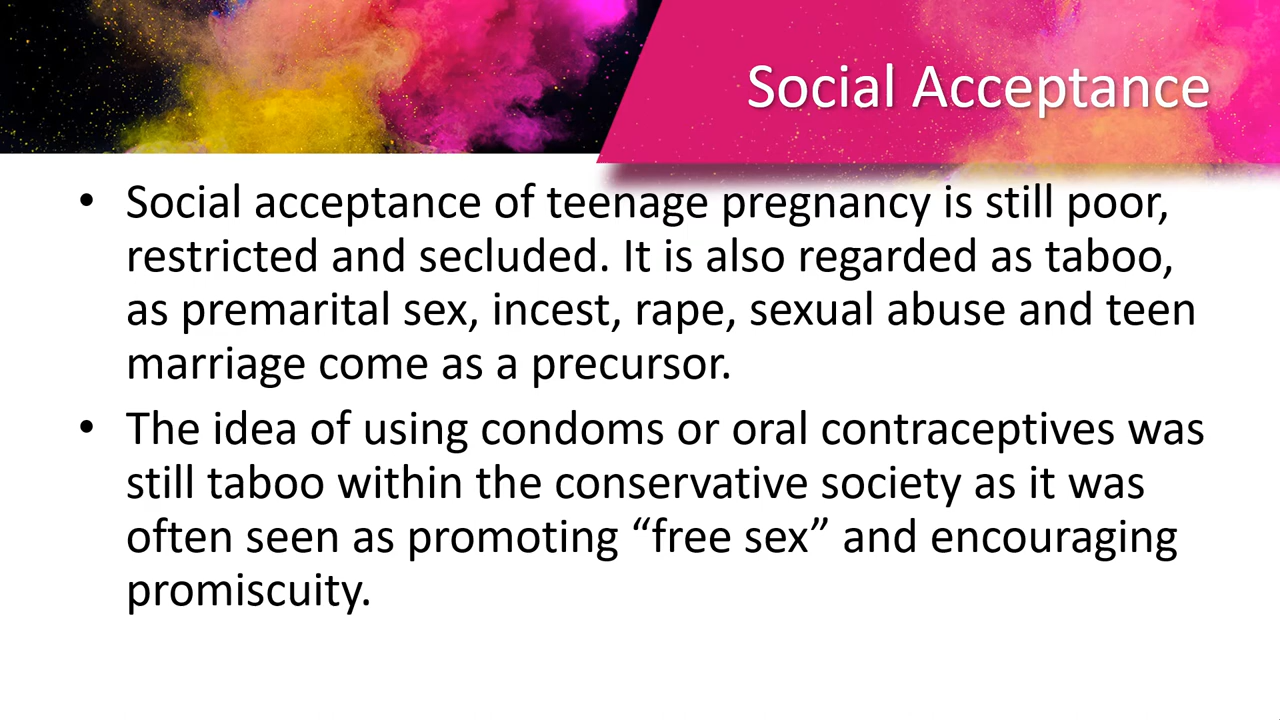 Social Acceptance
• Social acceptance of teenage pregnancy is still poor,
restricted and secluded. It is also regarded as taboo,
as premarital sex, incest, rape, sexual abuse and teen
marriage come as a precursor.
• The idea of using condoms or oral contraceptives was
still taboo within the conservative society as it was
often seen as promoting “free sex” and encouraging
promiscuity.